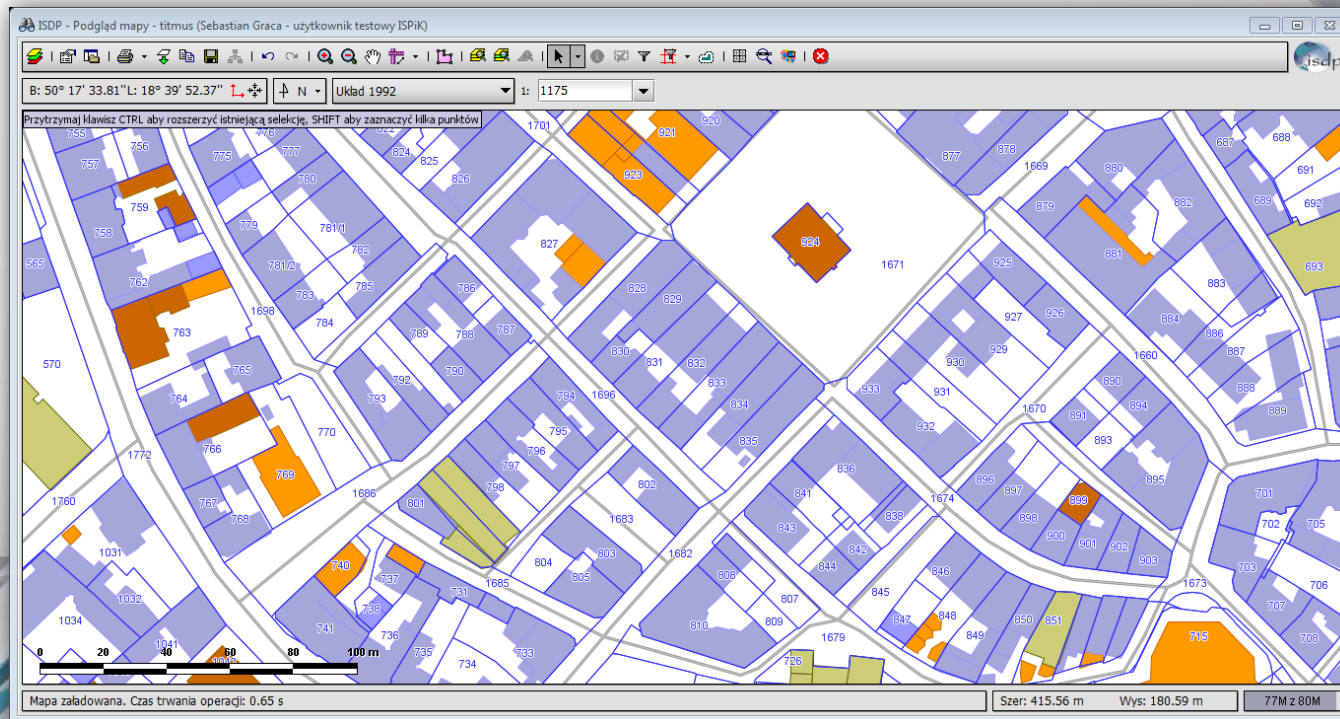 ISDP - Podgląd mapy - titmus (Sebastian Graca - użytkownik testowy ISPiK)
isdp
B: 50° 17' 33.81"L: 18° 39' 52.37" N Układ 1992 1: 1175
Przytrzymaj klawisz CTRL aby rozszerzyć istniejącą selekcję, SHIFT aby zaznaczyć kilka punktów
755 756 776 822 1701 921 920 687 688
757 775 777 824 825 877 878 1669 691
780 826 923 880
759 882 689 692
758 779 781/1 827 924 879 881 693
565 762 781/2 782 1671 925 883
783 785 786 828 829
763 1698 784 789 788 787 927 926 884 886
570 765 792 790 830 831 832 930 929 1660 887
764 793 794 1696 833 933 931 890 888
766 770 795 834 932 1670 891 894 889
1772 769 796 835 893
767 797 802 836 896 895
1760 768 1686 801 798 841 1674 897 899 701
1683 843 838 898 702 705
1031 740 737 804 803 1682 842 900 901 902 903
731 1685 805 808 844 846 703
1032 738 807 845 1673 706
1034 741 736 810 809 847 848 850 851 707
1041 735 734 733 1679 849 715 708
1042 726
0 20 40 60 80 100 m
Mapa załadowana. Czas trwania operacji: 0.65 s
Szer: 415.56 m Wys: 180.59 m
77M z 80M